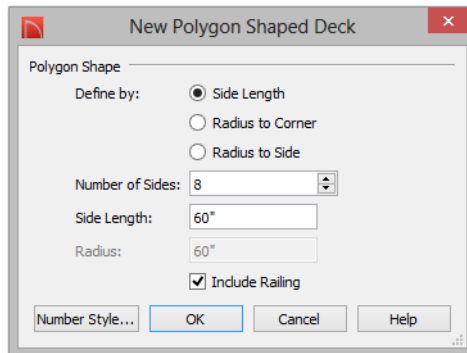 New Polygon Shaped Deck
Polygon Shape
Define by: Side Length
Radius to Corner
Radius to Side
Number of Sides: 8
Side Length: 60"
Radius: 60"
Include Railing
Number Style... OK Cancel Help